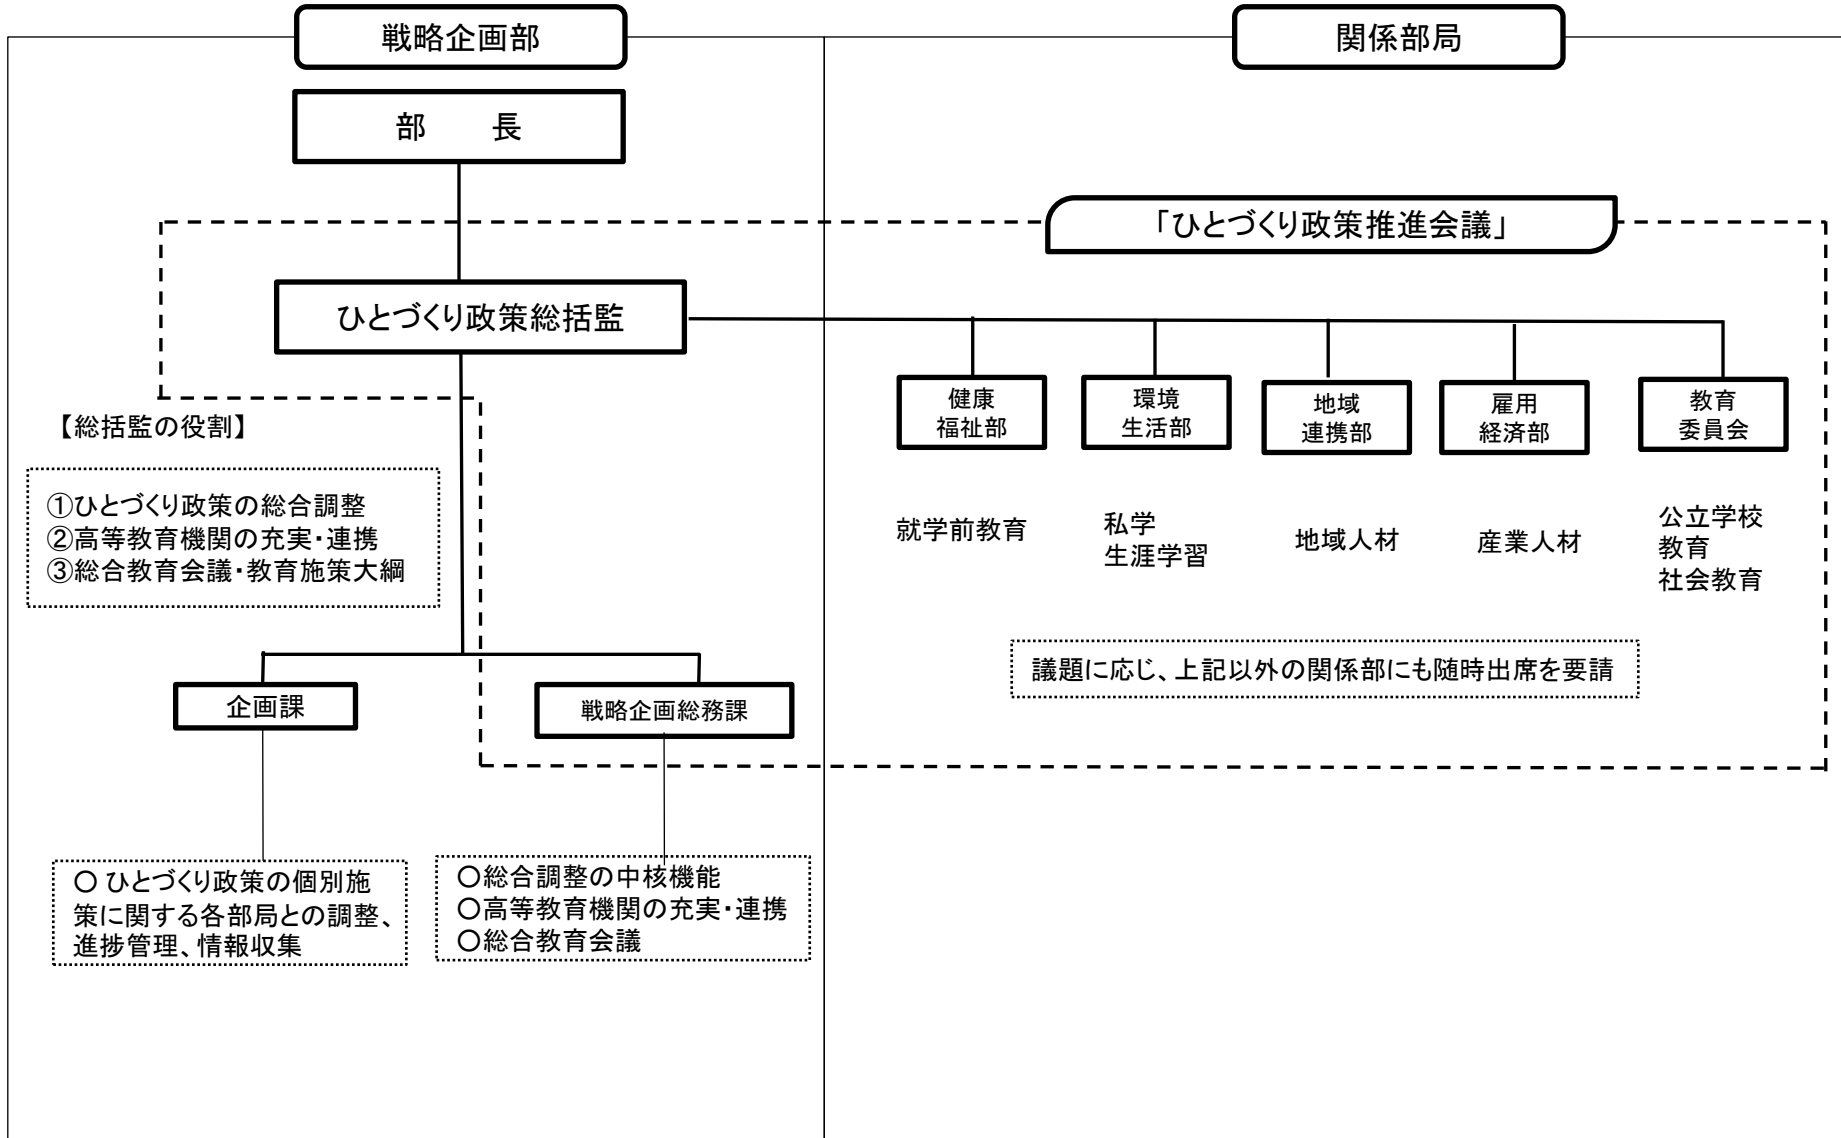 戦略企画部
関係部局
部　　長
「ひとづくり政策推進会議」
ひとづくり政策総括監
健康
福祉部
環境
生活部
地域
連携部
雇用
経済部
教育
委員会
【総括監の役割】
①ひとづくり政策の総合調整
②高等教育機関の充実・連携
③総合教育会議・教育施策大綱
就学前教育
私学
生涯学習
地域人材
産業人材
公立学校
教育
社会教育
議題に応じ、上記以外の関係部にも随時出席を要請
企画課
戦略企画総務課
〇 ひとづくり政策の個別施
策に関する各部局との調整、
進捗管理、情報収集
〇総合調整の中核機能
〇高等教育機関の充実・連携
〇総合教育会議